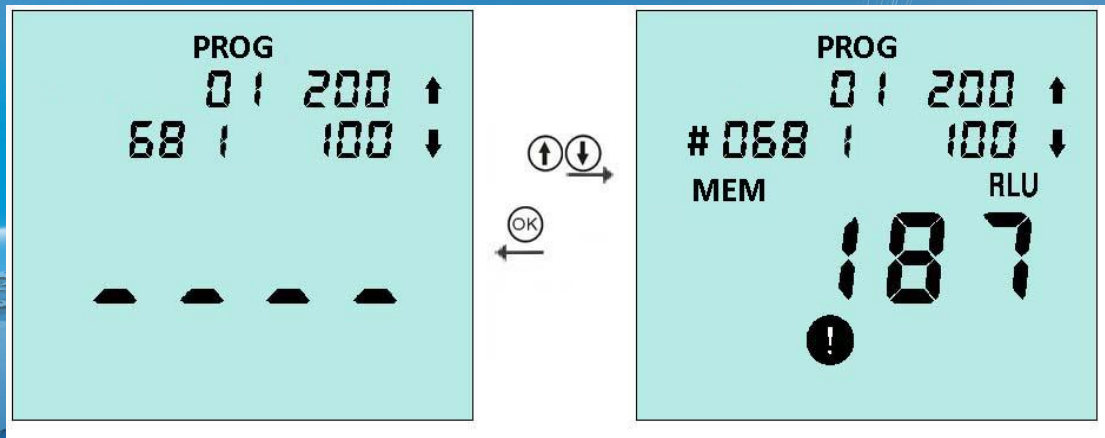 PROG
01 200 ↑
681 100 ↓
– – – –
↑ ↓
OK
PROG
01 200 ↑
#0681 100 ↓
MEM RLU
187
!